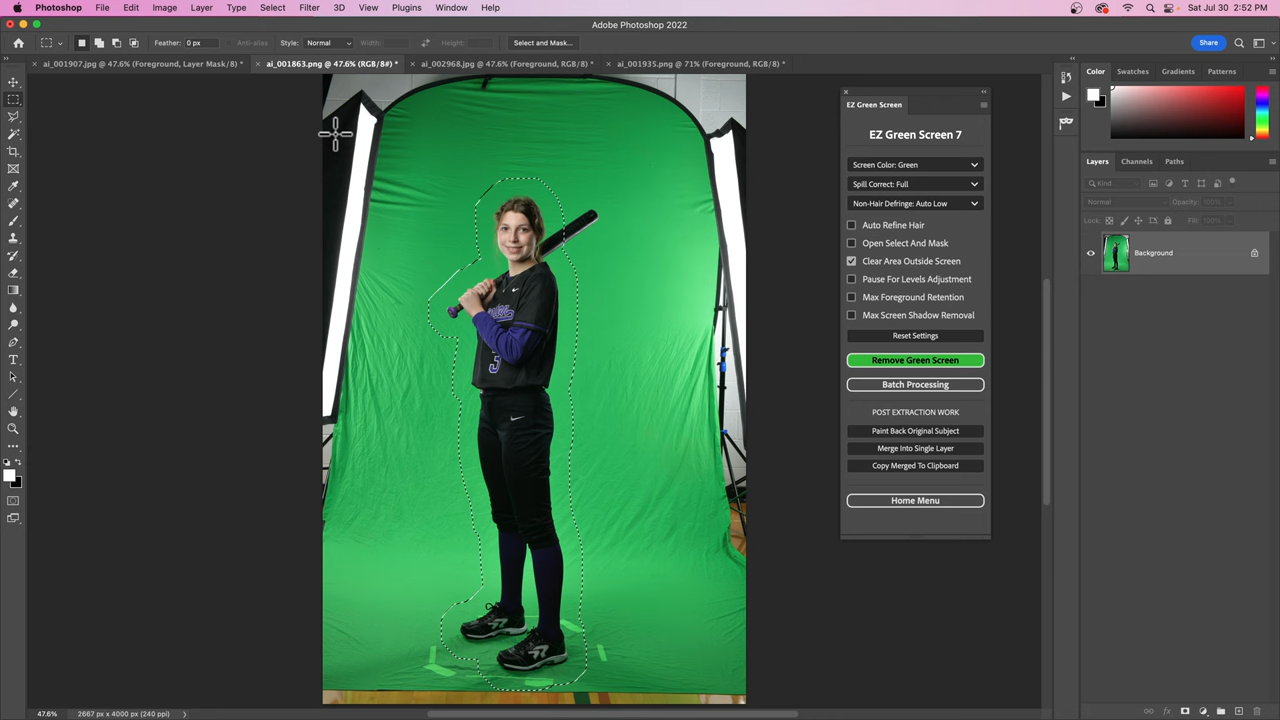 Photoshop File Edit Image Layer Type Select Filter 3D View Plugins Window Help Sat Jul 30 2:52 PM
Adobe Photoshop 2022
Feather: 0 px Anti-alias Style: Normal Width: Height: Select and Mask... Share
ai_001907.jpg @ 47.6% (Foreground, Layer Mask/8) * ai_001863.png @ 47.6% (RGB/8#) * ai_002968.jpg @ 47.6% (Foreground, RGB/8) * ai_001935.png @ 71% (Foreground, RGB/8) *
EZ Green Screen
EZ Green Screen 7
Screen Color: Green
Spill Correct: Full
Non-Hair Defringe: Auto Low
Auto Refine Hair
Open Select And Mask
Clear Area Outside Screen
Pause For Levels Adjustment
Max Foreground Retention
Max Screen Shadow Removal
Reset Settings
Remove Green Screen
Batch Processing
POST EXTRACTION WORK
Paint Back Original Subject
Merge Into Single Layer
Copy Merged To Clipboard
Home Menu
Color Swatches Gradients Patterns
Layers Channels Paths
Kind
Normal Opacity: 100%
Lock: Fill: 100%
Background
3
47.6% 2667 px x 4000 px (240 ppi)